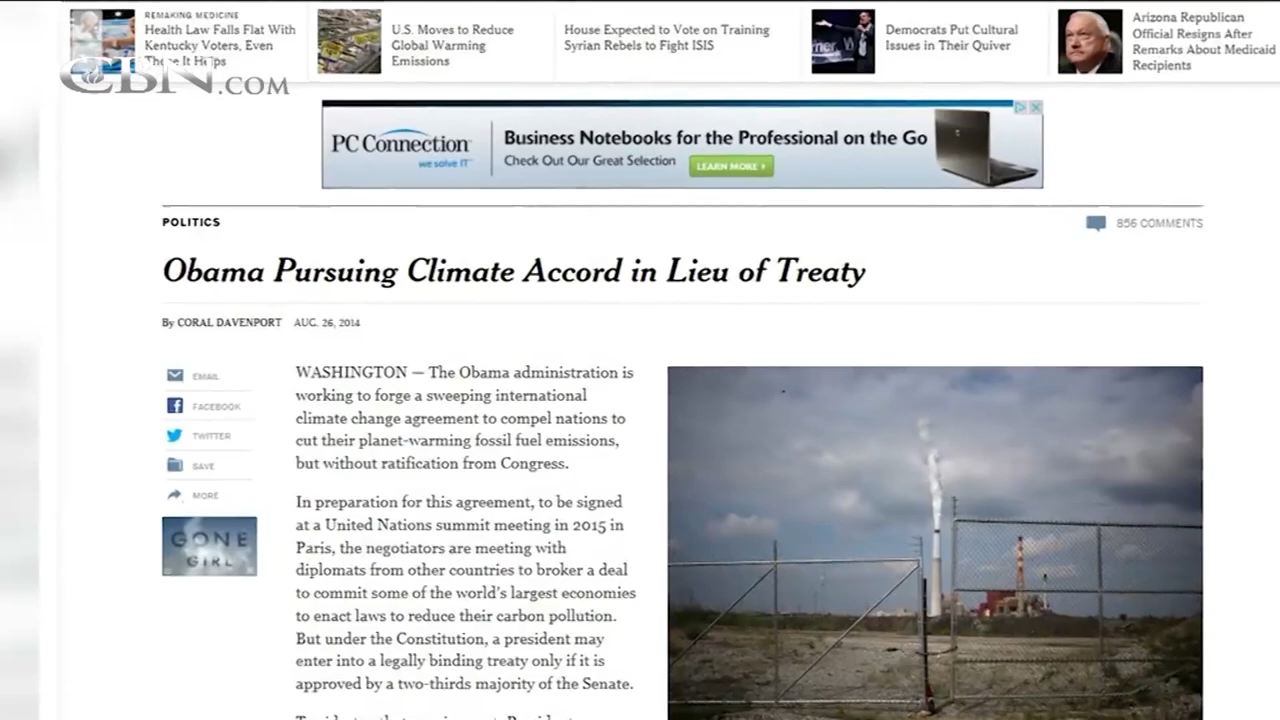 REMAKING MEDICINE
Health Law Falls Flat With
Kentucky Voters, Even
Those It Helps
U.S. Moves to Reduce
Global Warming
Emissions
House Expected to Vote on Training
Syrian Rebels to Fight ISIS
Democrats Put Cultural
Issues in Their Quiver
Arizona Republican
Official Resigns After
Remarks About Medicaid
Recipients
CBN.COM
PC Connection
we solve IT
Business Notebooks for the Professional on the Go
Check Out Our Great Selection
LEARN MORE
POLITICS
856 COMMENTS
Obama Pursuing Climate Accord in Lieu of Treaty
By CORAL DAVENPORT AUG. 26, 2014
EMAIL
FACEBOOK
TWITTER
SAVE
MORE
GONE
GIRL
WASHINGTON — The Obama administration is
working to forge a sweeping international
climate change agreement to compel nations to
cut their planet-warming fossil fuel emissions,
but without ratification from Congress.
In preparation for this agreement, to be signed
at a United Nations summit meeting in 2015 in
Paris, the negotiators are meeting with
diplomats from other countries to broker a deal
to commit some of the world's largest economies
to enact laws to reduce their carbon pollution.
But under the Constitution, a president may
enter into a legally binding treaty only if it is
approved by a two-thirds majority of the Senate.